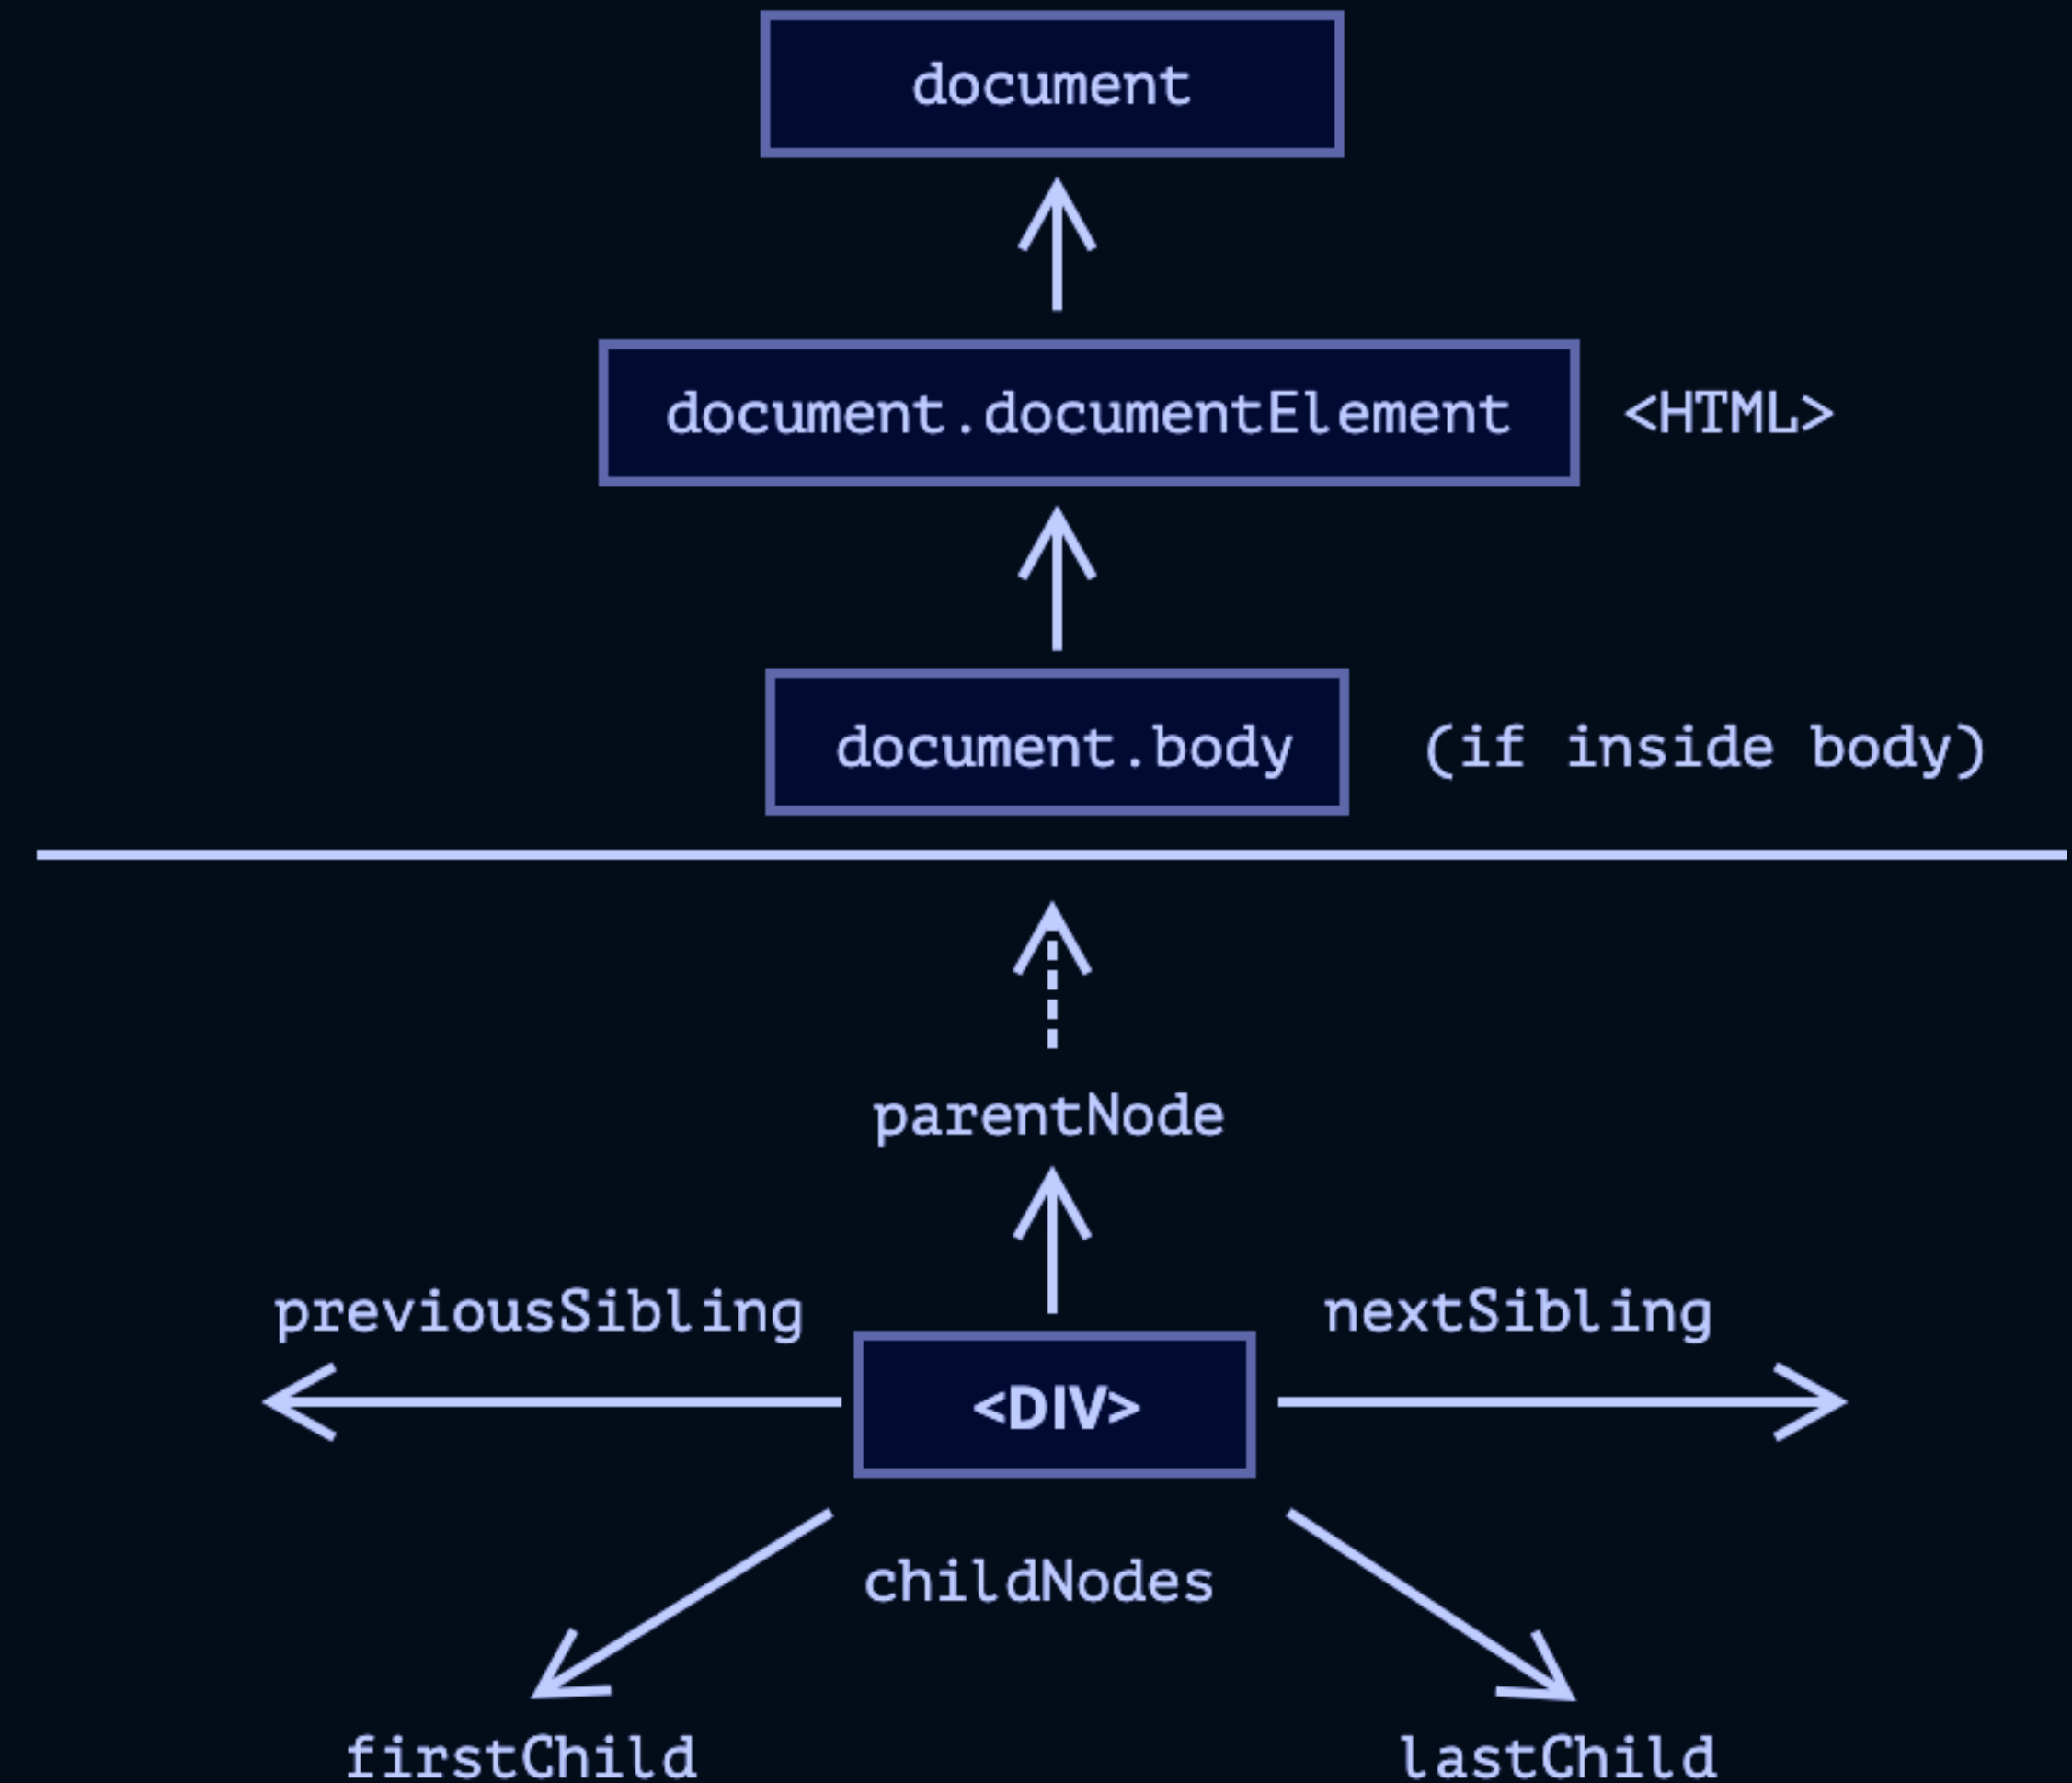 document
document.documentElement <HTML>
document.body (if inside body)
parentNode
previousSibling nextSibling
<DIV>
childNodes
firstChild lastChild